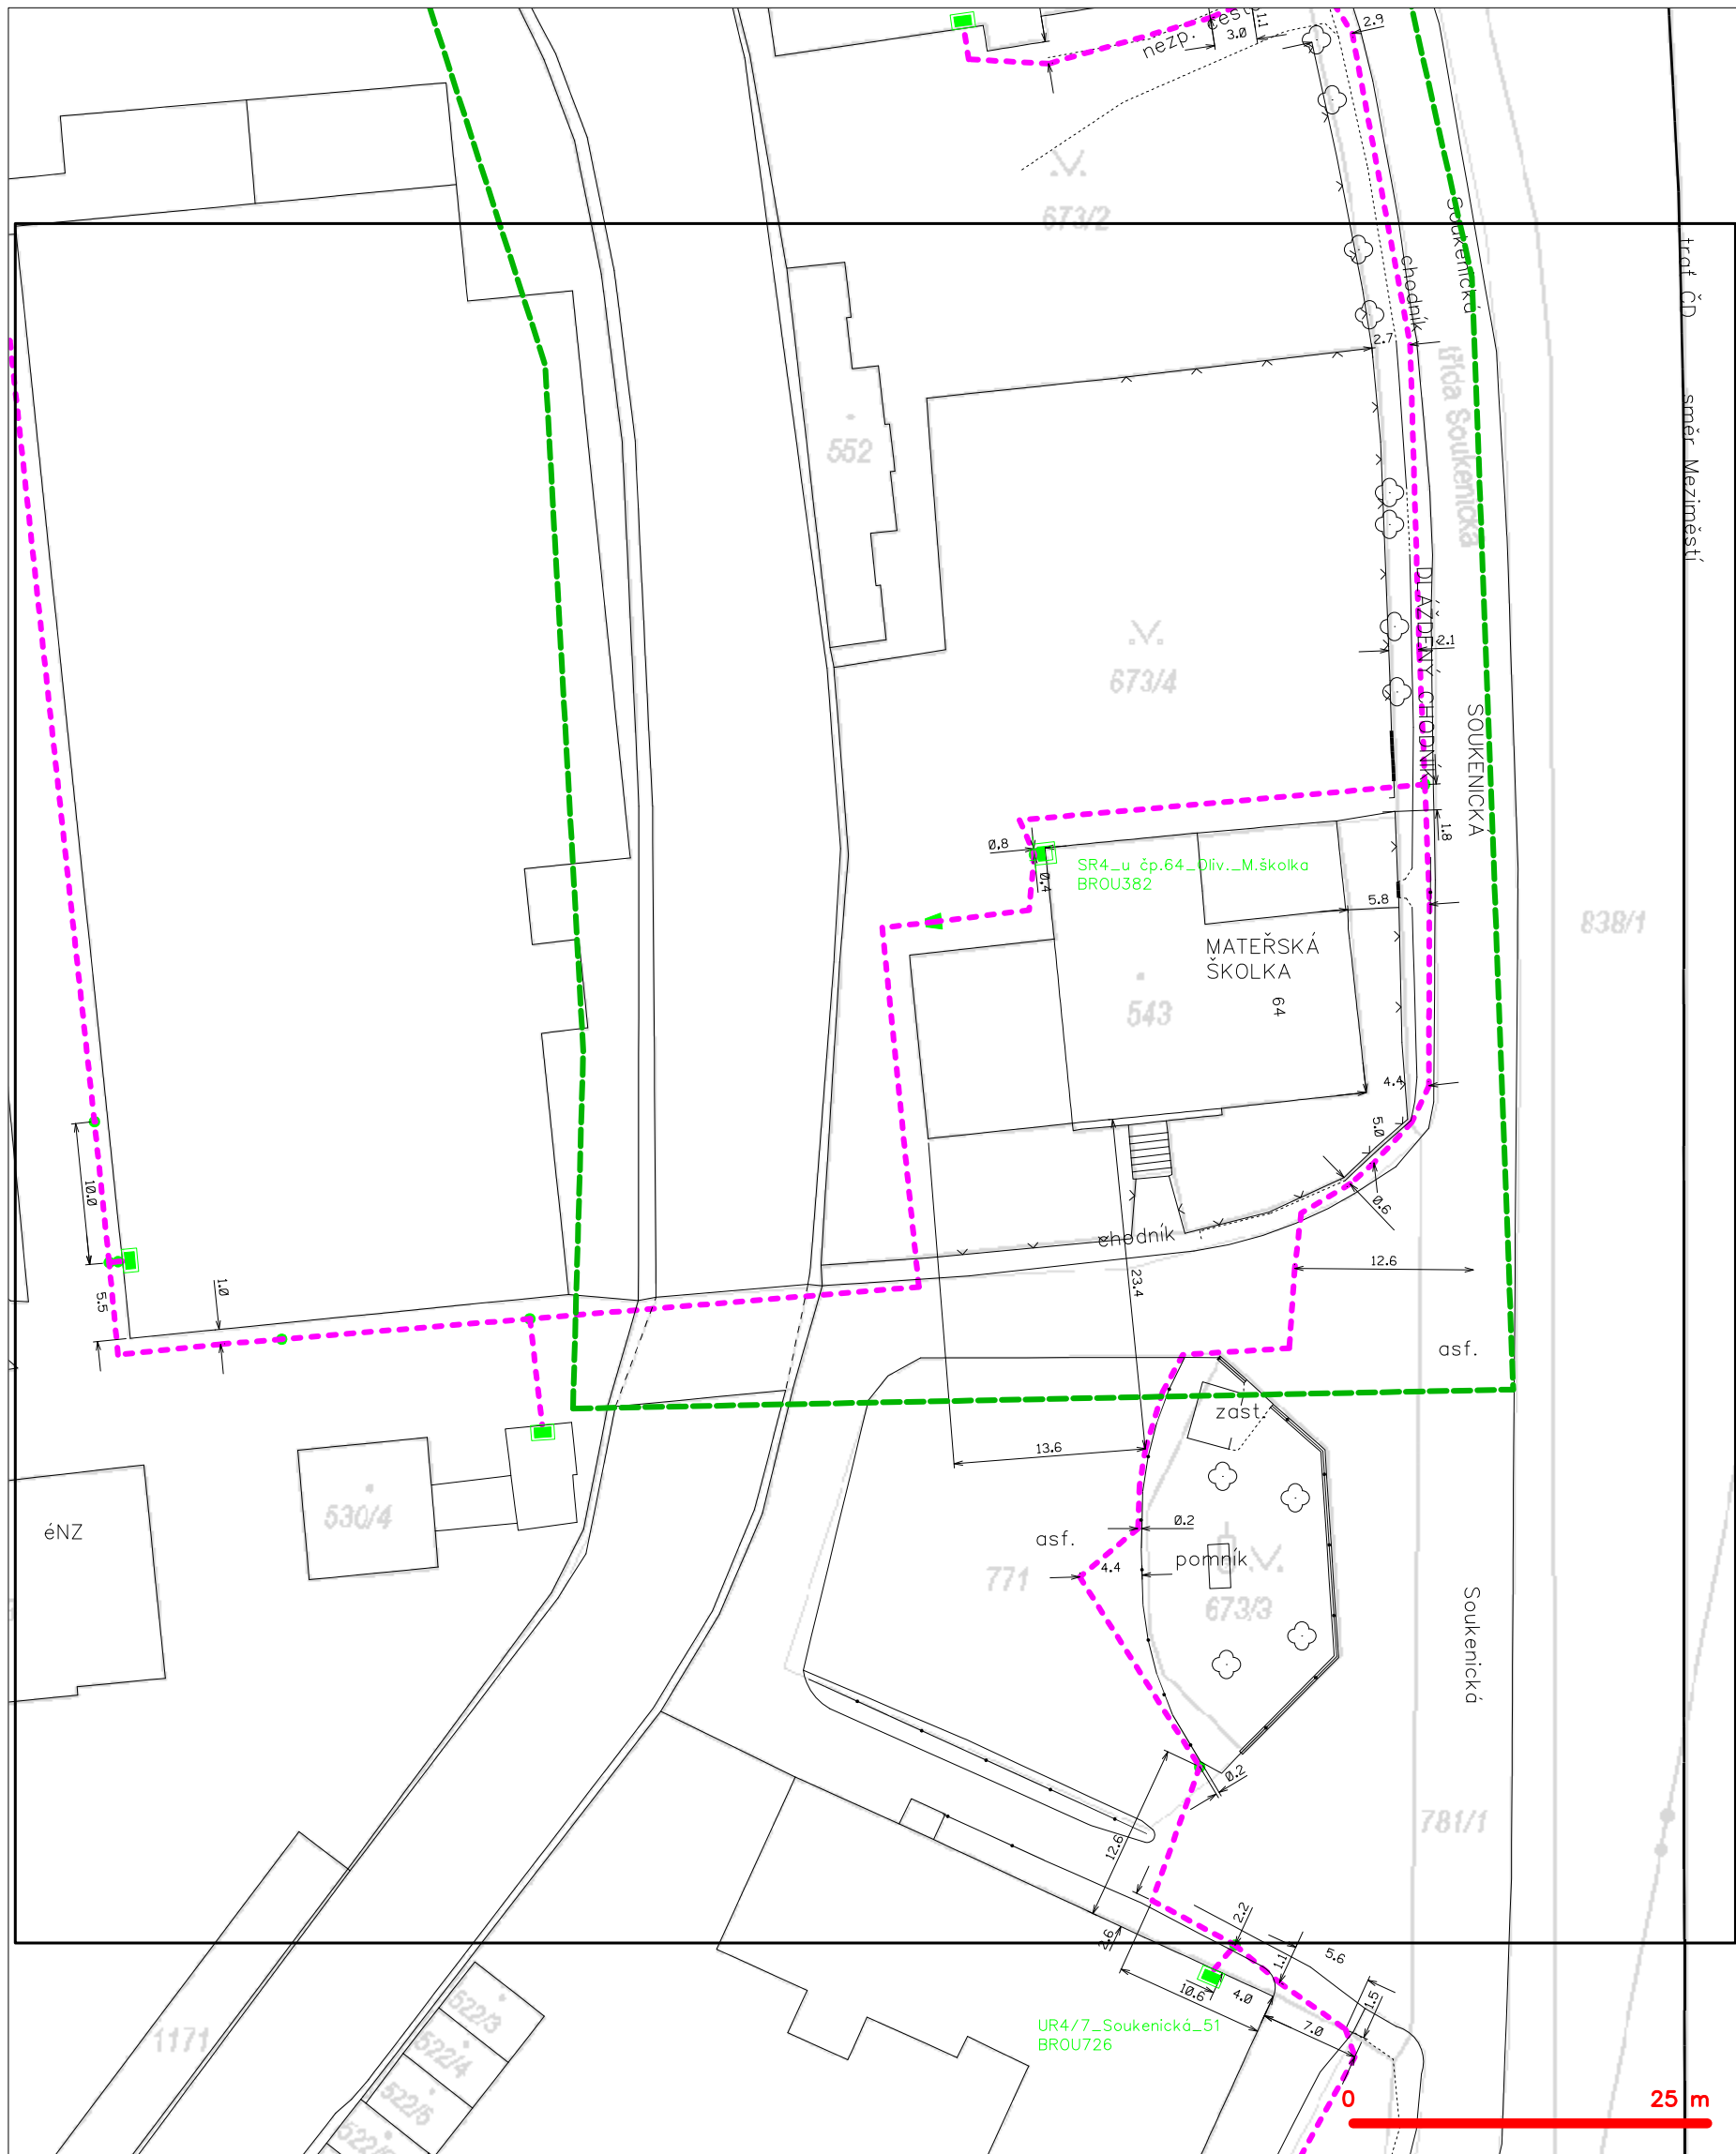 2.9
1.1
3.0
nezp. cesta
673/2
Soukenická
chodník
trať ČD
směr Meziměstí
2.7
třída Soukenická
552
DLÁŽDĚNÝ CHODNÍK
2.1
673/4
SOUKENICKÁ
1.8
0.8
0.4
SR4_u čp.64_Oliv._M.školka
BROU382
5.8
838/1
MATEŘSKÁ
ŠKOLKA
64
543
4.4
5.0
10.0
0.6
chodník
12.6
23.4
1.0
5.5
asf.
zast.
13.6
530/4
éNZ
0.2
asf.
4.4
pomník
771
673/3
Soukenická
0.2
781/1
12.6
2.2
2.6
1.1
5.6
10.6
4.0
1.5
7.0
UR4/7_Soukenická_51
BROU726
522/3
1171
522/4
522/5
0
25 m